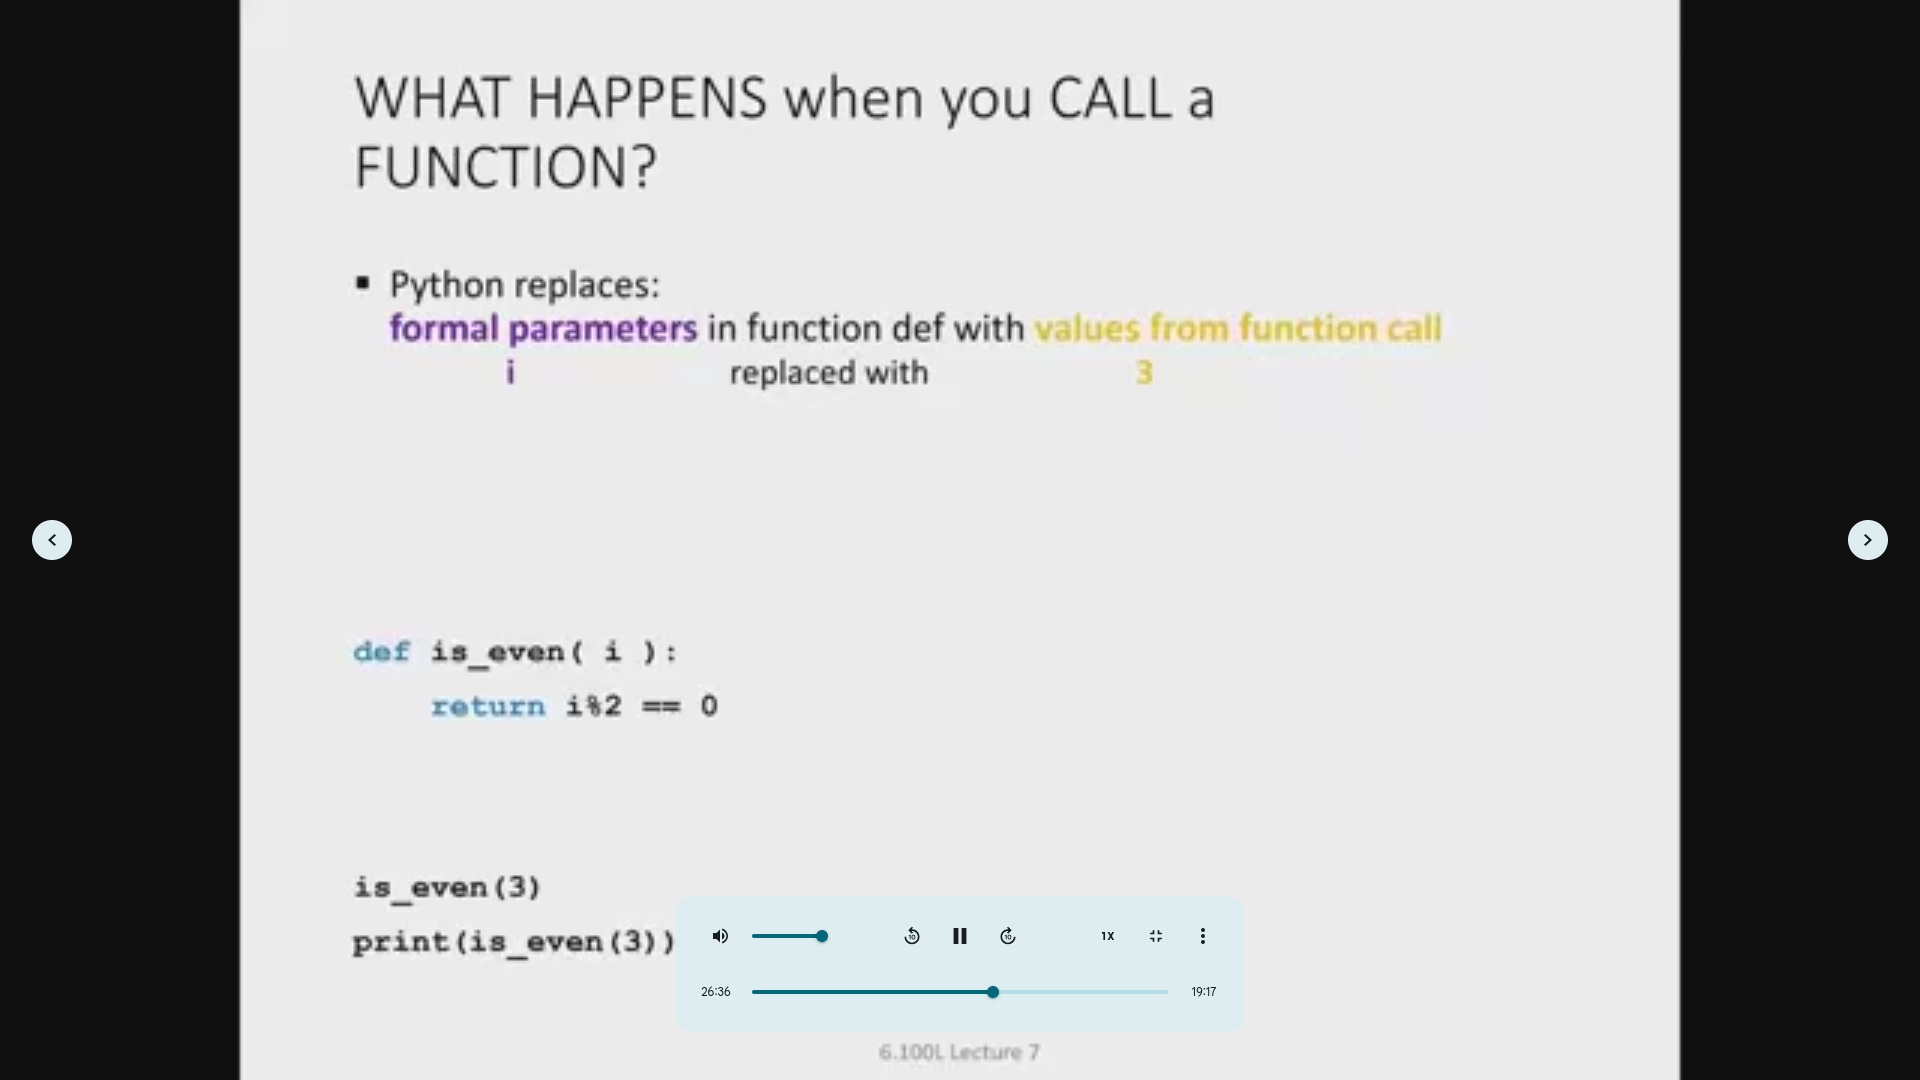 WHAT HAPPENS when you CALL a
FUNCTION?
▪ Python replaces:
formal parameters in function def with values from function call
i replaced with 3
def is_even( i ):
return i%2 == 0
is_even(3)
print(is_even(3))
10 10 1X
26:36 19:17
6.100L Lecture 7